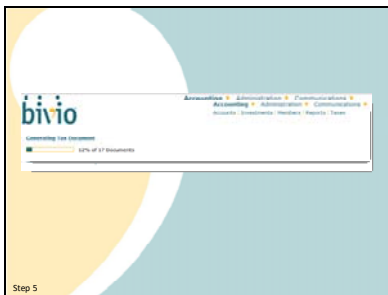 Accounting Administration Communications
bivio
Accounting Administration Communications
Accounts Investments Members Reports Taxes
Generating Tax Document
12% of 17 Documents
Step 5